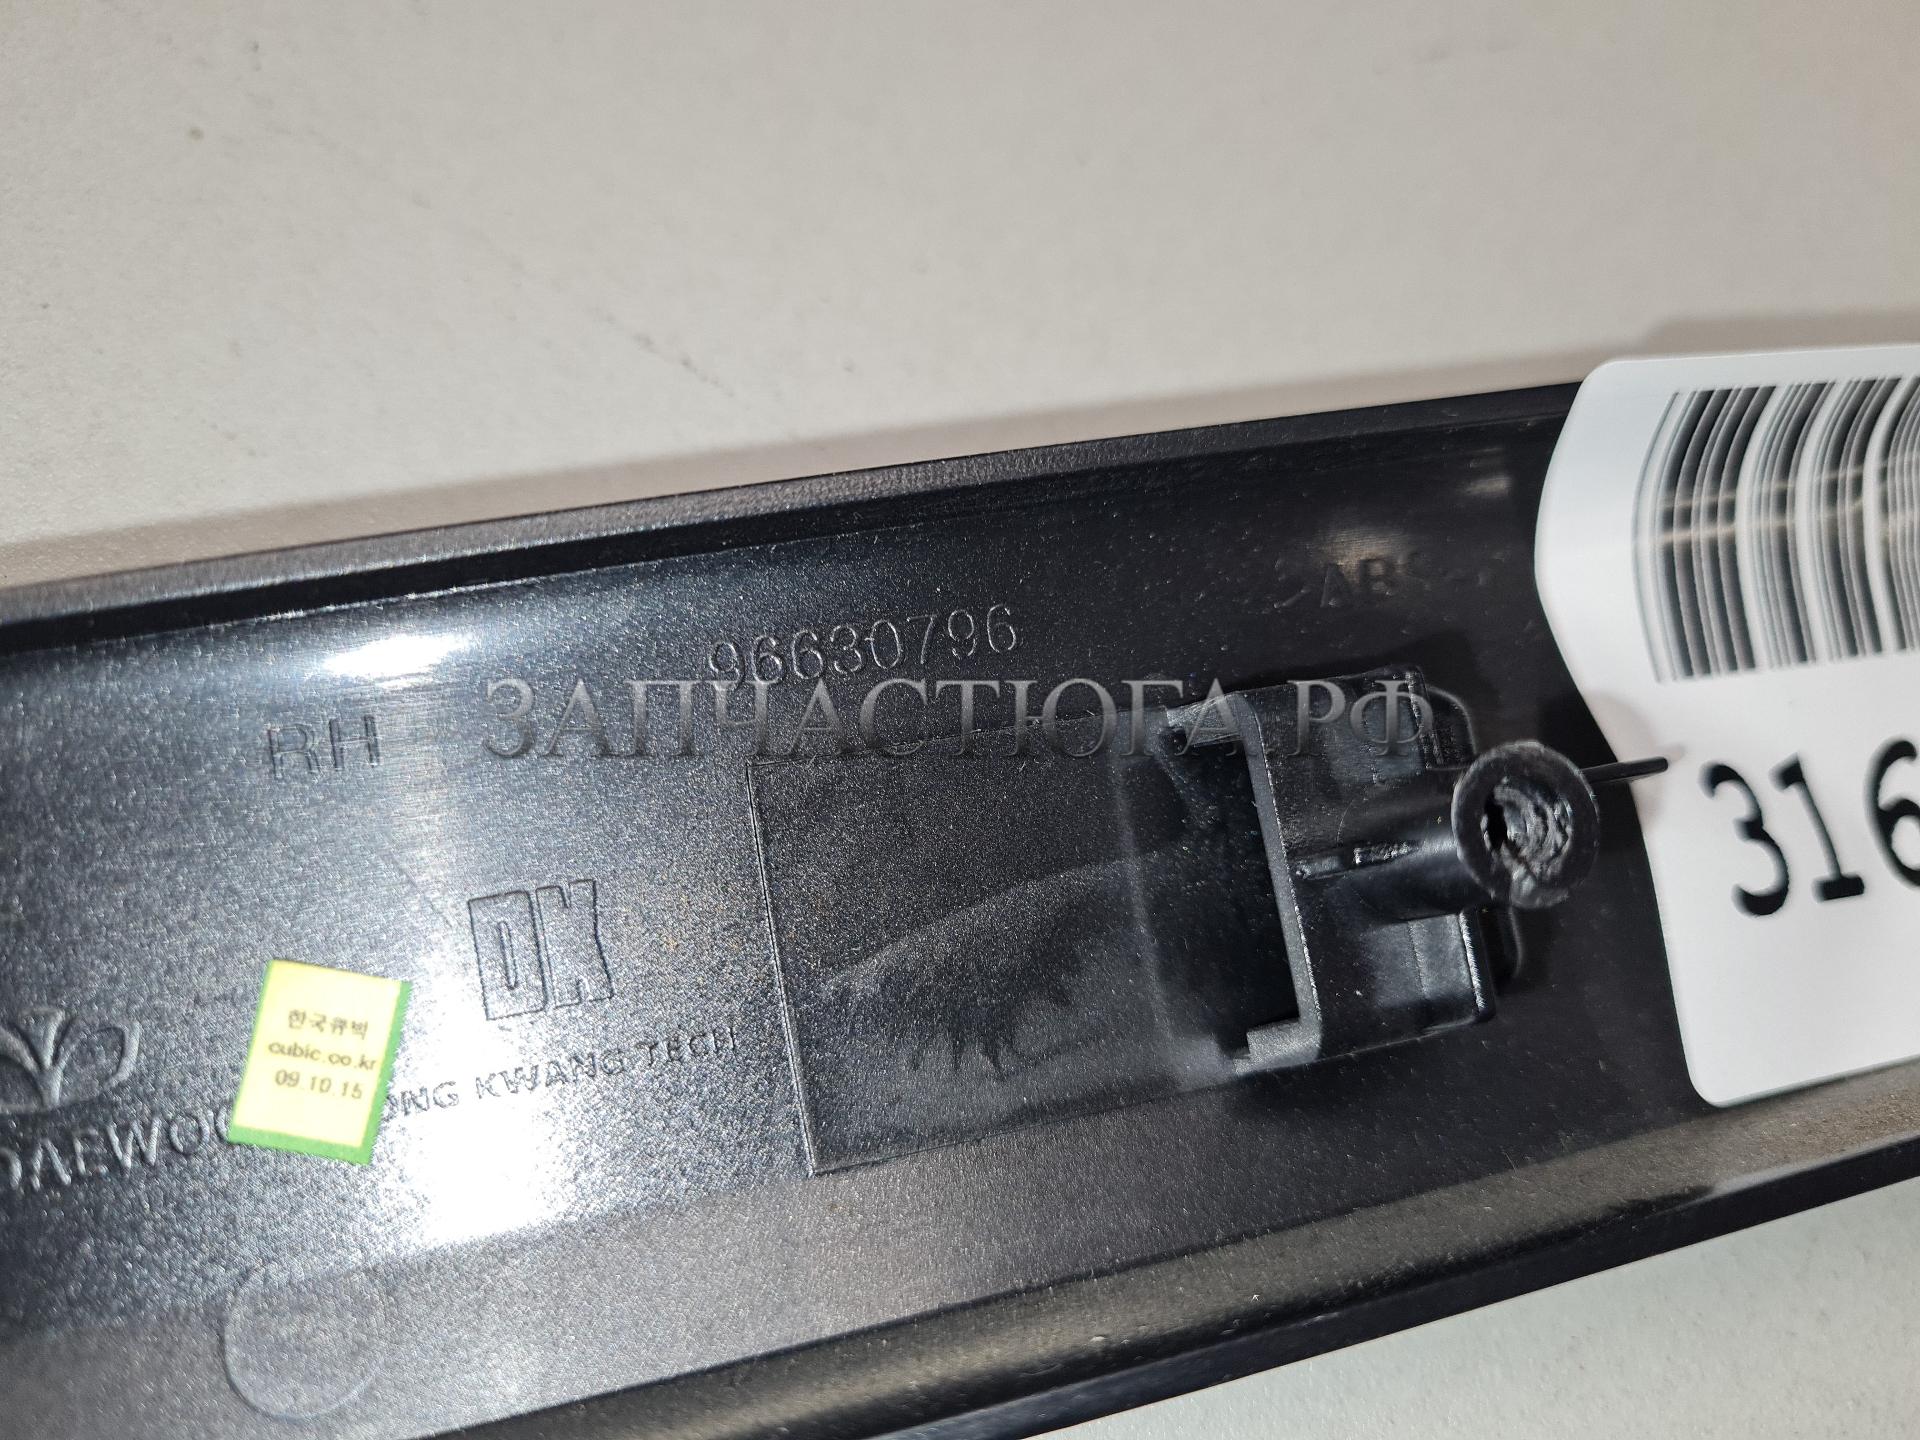 96630796
>ABS<
RH
ЗАПЧАСТЮГА.РФ
316
DK
한국큐빅
cubic.co.kr
09.10.15
DAEWOO
ONG KWANG TECH